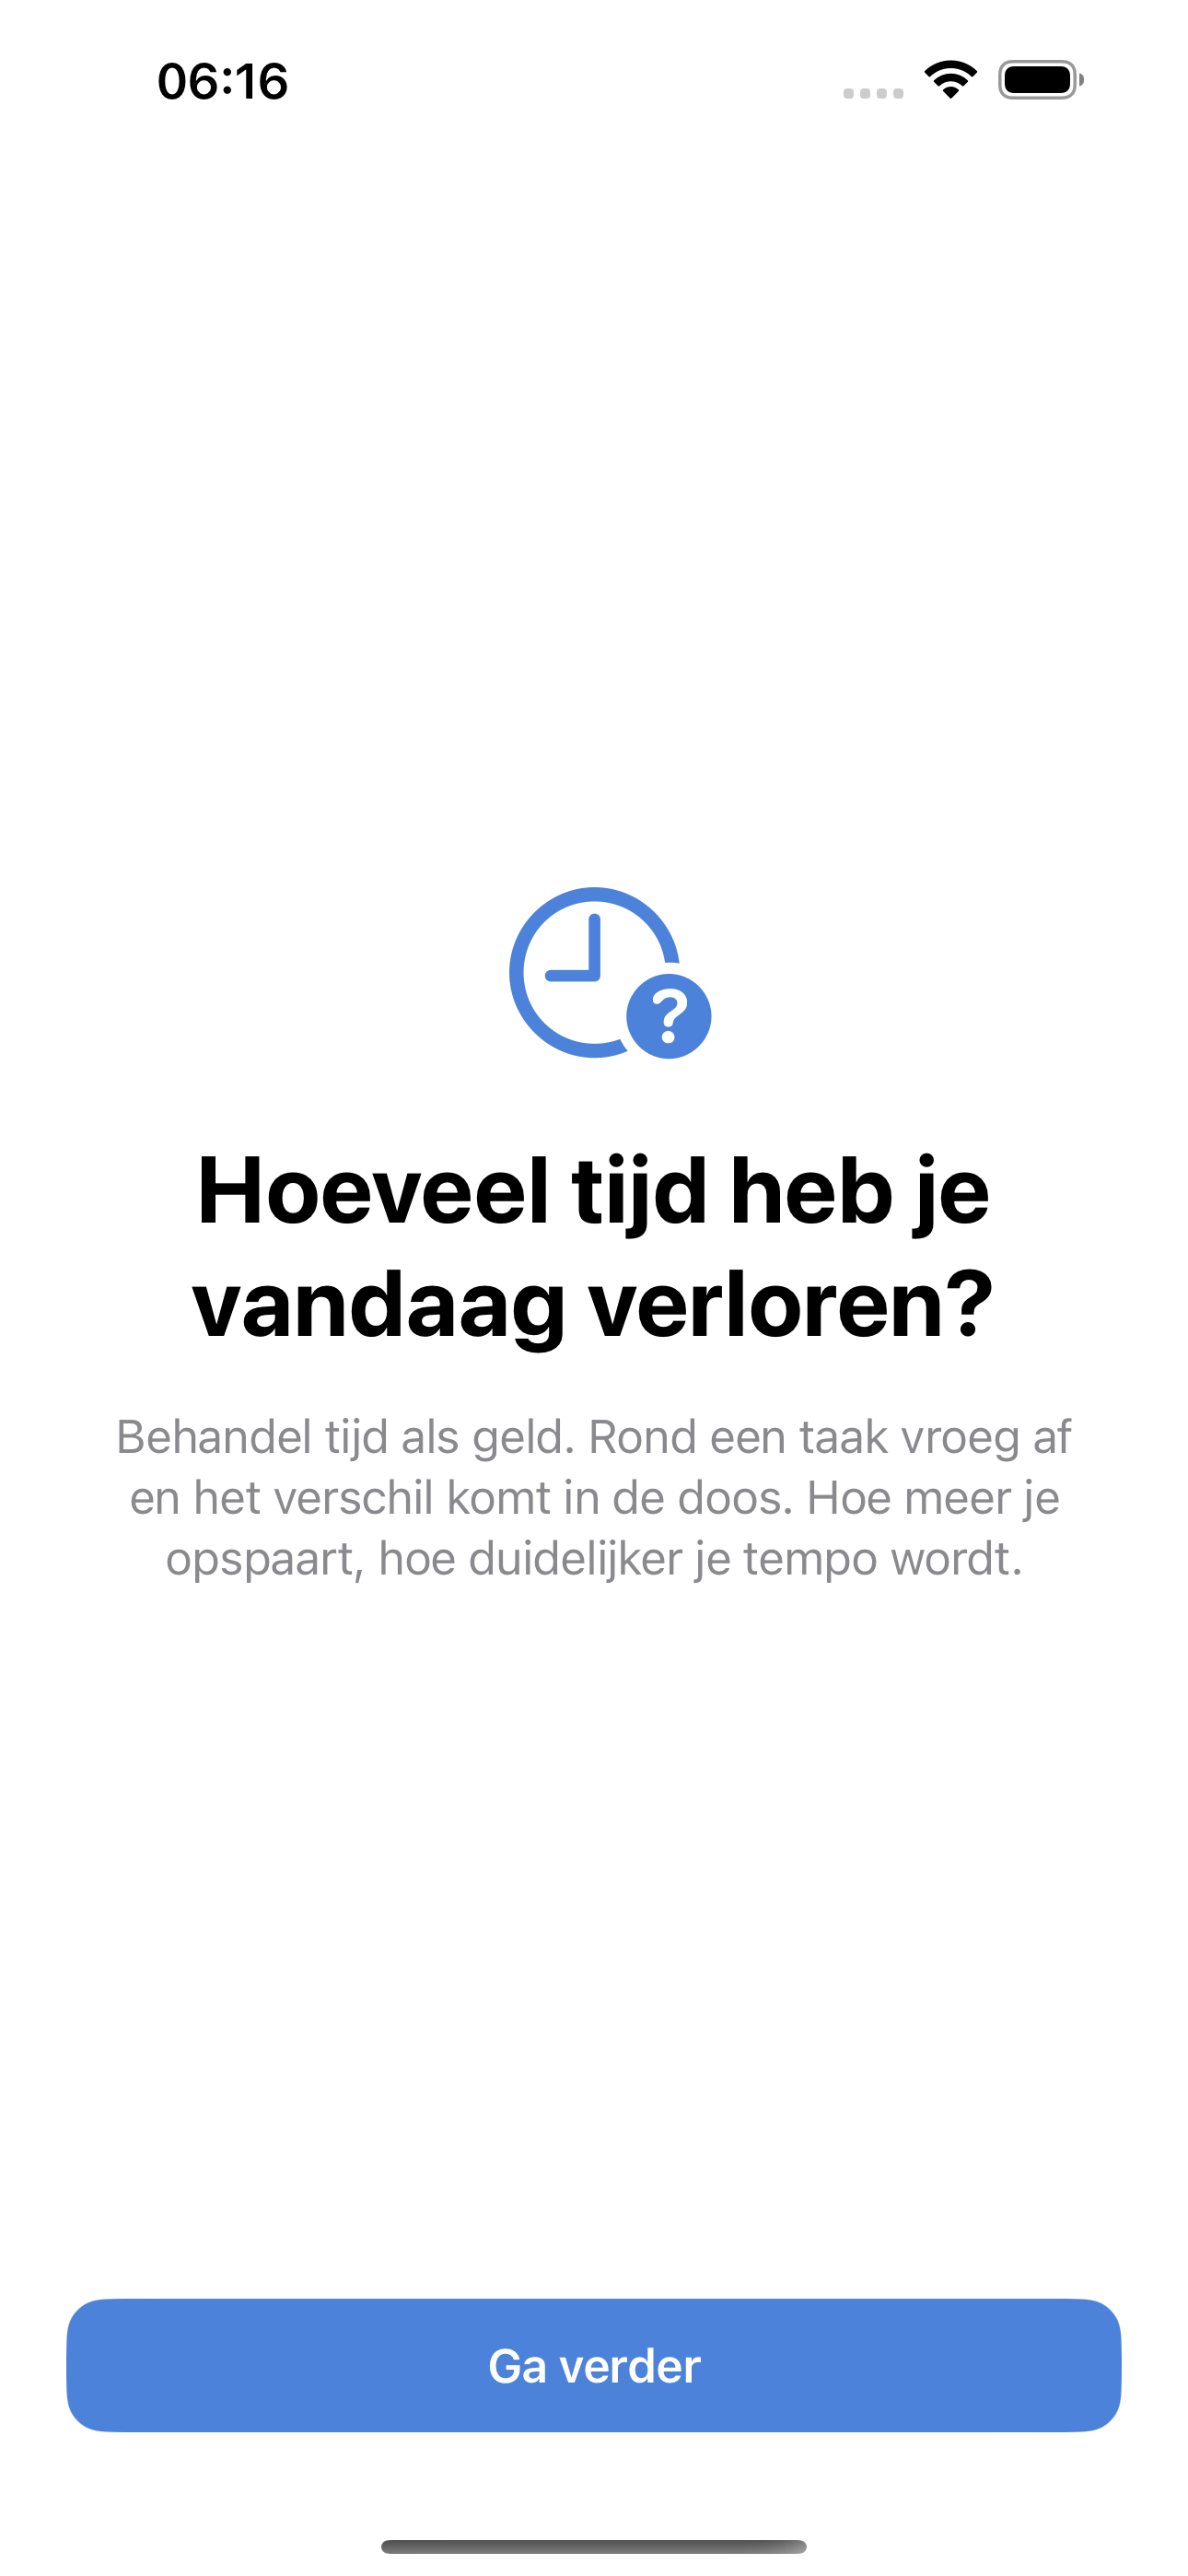 06:16
?
Hoeveel tijd heb je
vandaag verloren?
Behandel tijd als geld. Rond een taak vroeg af
en het verschil komt in de doos. Hoe meer je
opspaart, hoe duidelijker je tempo wordt.
Ga verder